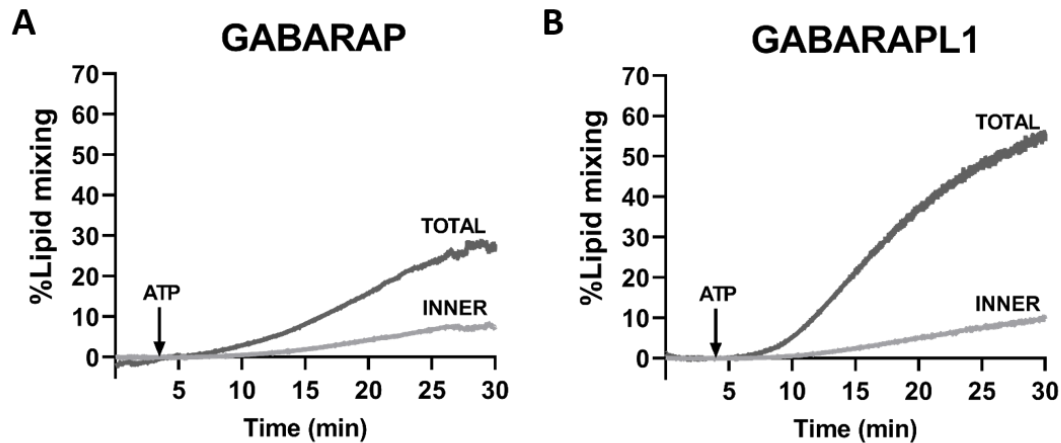 A
GABARAP
%Lipid mixing
70
60
50
40
30
20
10
0
TOTAL
ATP
INNER
5
10
15
20
25
30
Time (min)
B
GABARAPL1
%Lipid mixing
70
60
50
40
30
20
10
0
TOTAL
ATP
INNER
5
10
15
20
25
30
Time (min)